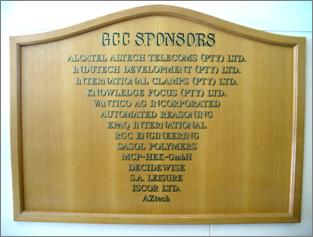 GCC SPONSORS
ALCATEL ALTECH TELECOMS (PTY) LTD.
INDUTECH DEVELOPMENT (PTY) LTD.
INTERNATIONAL CLAMPS (PTY) LTD.
KNOWLEDGE FOCUS (PTY) LTD.
VANTICO AG INCORPORATED
AUTOMATED REASONING
EPAQ INTERNATIONAL
RGC ENGINEERING
SASOL POLYMERS
MCP-HEK-GmbH
DECIDEWISE
S.A. LEISURE
ISCOR LTD.
AZtech